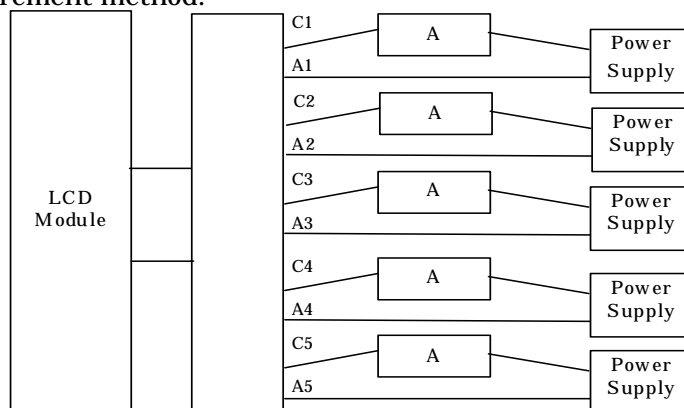 rement method.
C1
A
Power
Supply
A1
C2
A
Power
Supply
A2
C3
A
Power
Supply
A3
LCD
Module
C4
A
Power
Supply
A4
C5
A
Power
Supply
A5